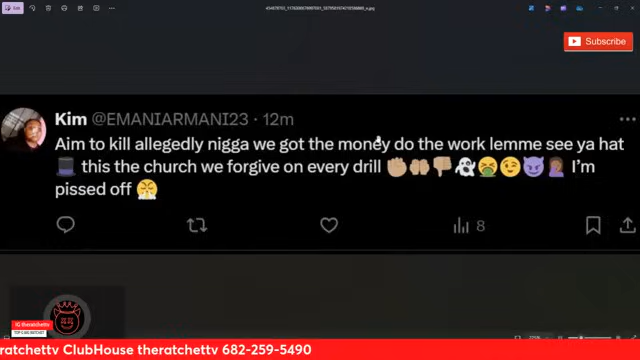 Edit
Subscribe
Kim @EMANIARMANI23 · 12m
Aim to kill allegedly nigga we got the money do the work lemme see ya hat
🎩 this the church we forgive on every drill ✊🏽🤲🏽👎🏽👻🤮😉😈🤦🏾‍♀️ I'm
pissed off 😤
8
IG theratchettv
theratchettv ClubHouse theratchettv 682-259-5490